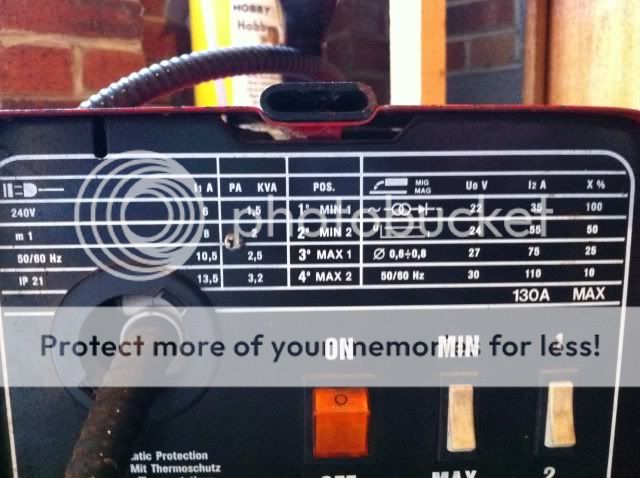 HOBBY
Hobb
I1 A PA KVA POS. MIG MAG U0 V I2 A X %
240V 6 1,5 1° MIN 1 22 35 100
m 1 8 2 2° MIN 2 24 55 50
50/60 Hz 10,5 2,5 3° MAX 1 Ø 0,6÷0,8 27 75 25
IP 21 13,5 3,2 4° MAX 2 50/60 Hz 30 110 10
130A MAX
photobucket
Protect more of your memories for less!
ON MIN 1
atic Protection
Mit Thermoschutz
OFF MAX 2